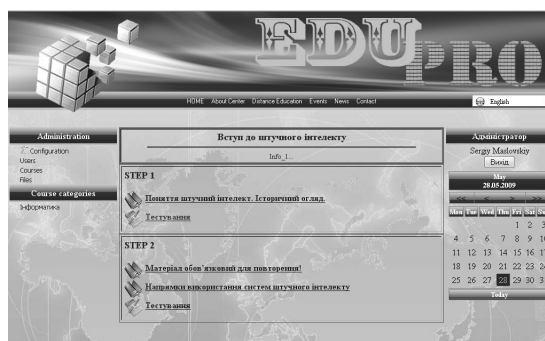 EDU
PRO
HOME About Center Distance Education Events News Contact
English
Administration
Configuration
Users
Courses
Files
Course categories
Інформатика
Вступ до штучного інтелекту
Info_1...
STEP 1
Поняття штучний інтелект. Історичний огляд.
Тестування
STEP 2
Матеріал обов'язковий для повторення!
Напрямки використання систем штучного інтелекту
Тестування
Адміністратор
Sergiy Maslovskiy
Вихід
May
28.05.2009
<< < > >>
Mon Tue Wed Thu Fri Sat Su
1 2 3
4 5 6 7 8 9 10
11 12 13 14 15 16 17
18 19 20 21 22 23 24
25 26 27 28 29 30 3
Today